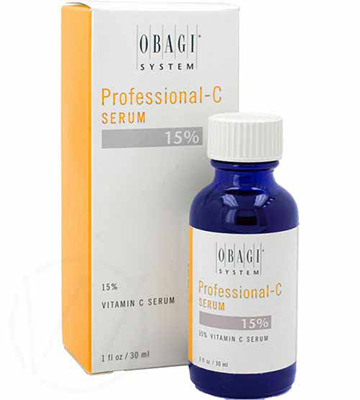 OBAGI®
SYSTEM
Professional-C
SERUM
15%
15%
VITAMIN C SERUM
1 fl oz / 30 ml
OBAGI®
SYSTEM
Professional-C
SERUM
15%
15% VITAMIN C SERUM
1 fl oz / 30 ml